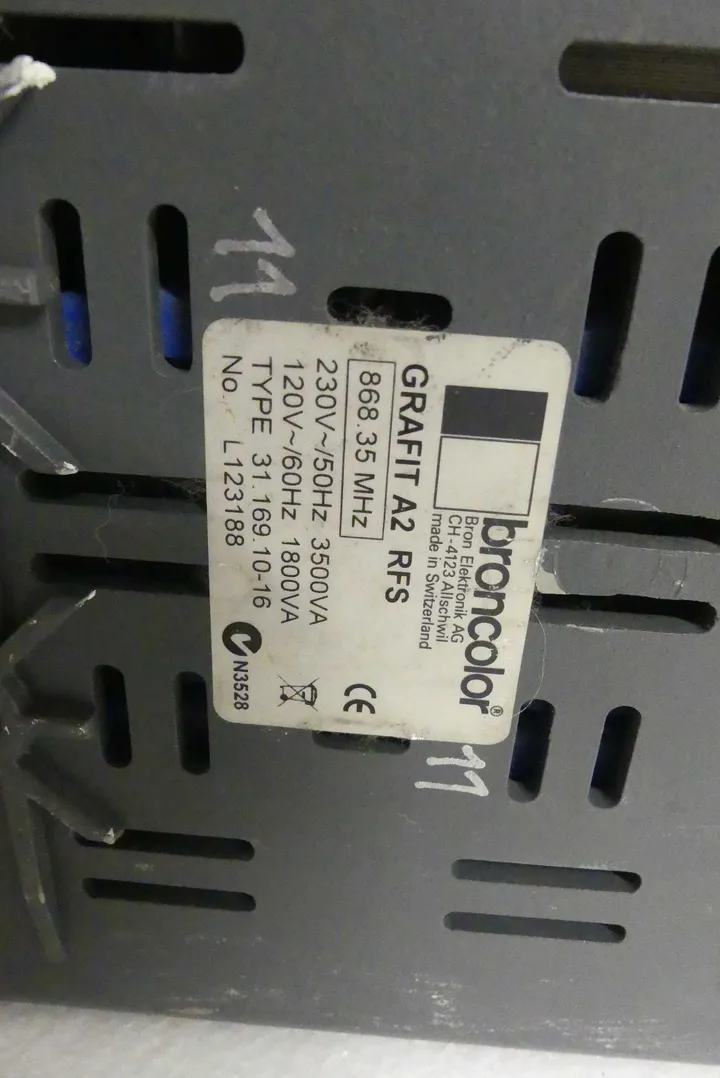 broncolor®
Bron Elektronik AG
CH-4123 Allschwil
made in Switzerland
GRAFIT A2 RFS
868.35 MHz
CE
230V~/50Hz 3500VA
120V~/60Hz 1800VA
TYPE 31.169.10-16
No. L123188
N3528
11
11